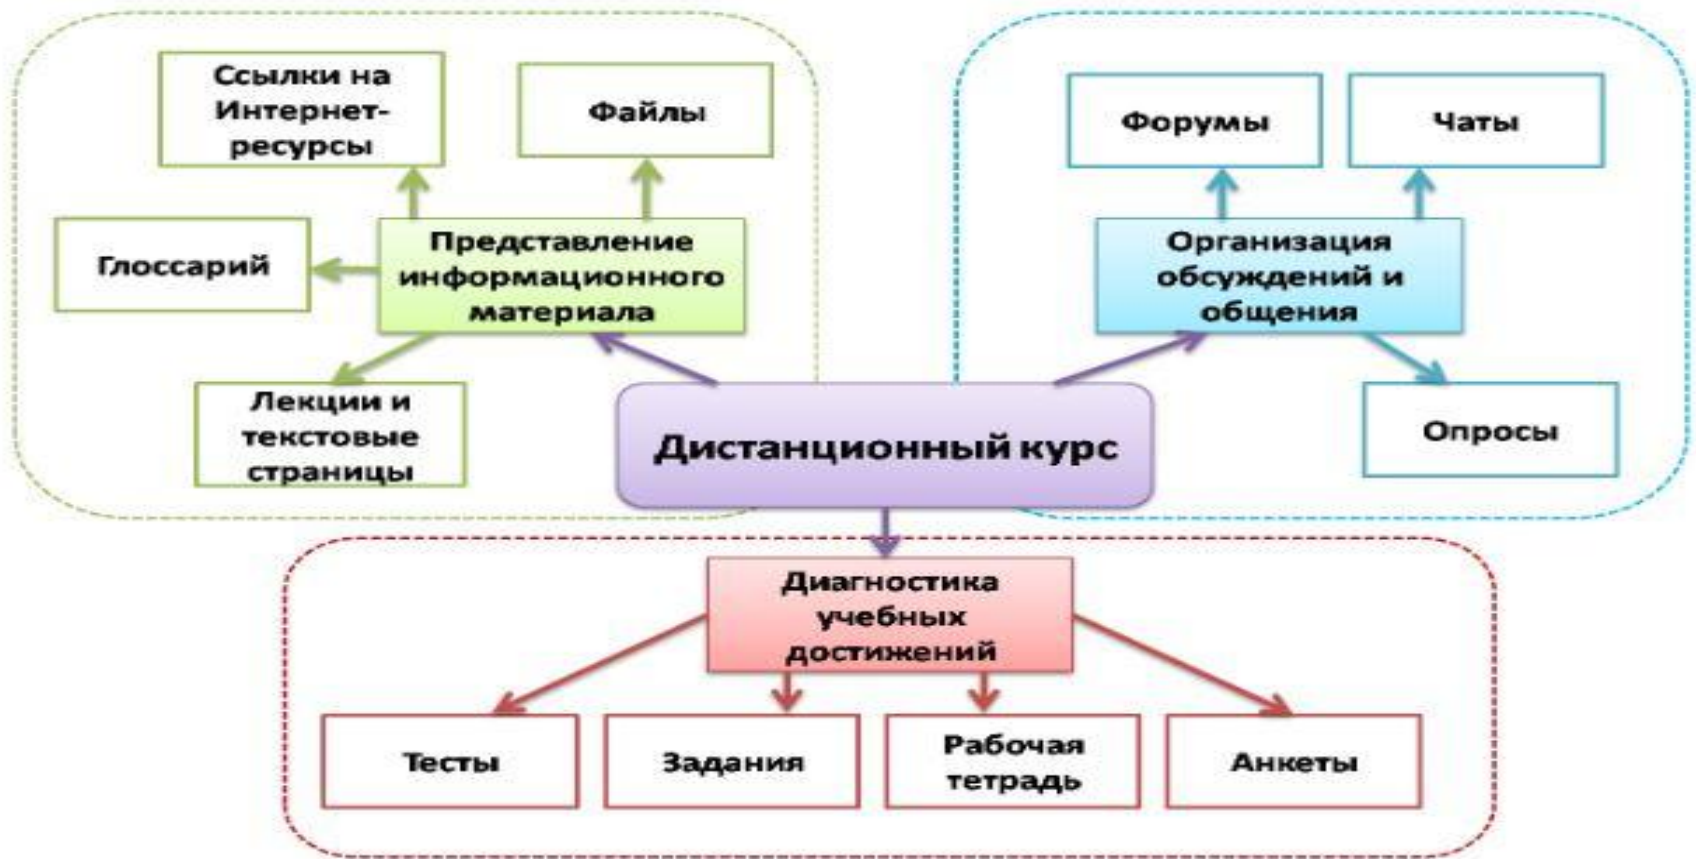 Ссылки на
Интернет-
ресурсы
Файлы
Глоссарий
Представление
информационного
материала
Лекции и
текстовые
страницы
Форумы
Чаты
Организация
обсуждений и
общения
Опросы
Дистанционный курс
Диагностика
учебных
достижений
Тесты
Задания
Рабочая
тетрадь
Анкеты